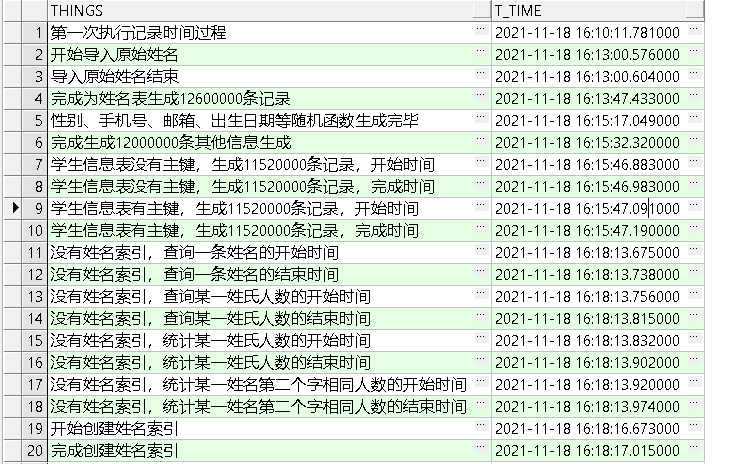 THINGS T_TIME
1 第一次执行记录时间过程 2021-11-18 16:10:11.781000
2 开始导入原始姓名 2021-11-18 16:13:00.576000
3 导入原始姓名结束 2021-11-18 16:13:00.604000
4 完成为姓名表生成12600000条记录 2021-11-18 16:13:47.433000
5 性别、手机号、邮箱、出生日期等随机函数生成完毕 2021-11-18 16:15:17.049000
6 完成生成12000000条其他信息生成 2021-11-18 16:15:32.320000
7 学生信息表没有主键，生成11520000条记录，开始时间 2021-11-18 16:15:46.883000
8 学生信息表没有主键，生成11520000条记录，完成时间 2021-11-18 16:15:46.983000
9 学生信息表有主键，生成11520000条记录，开始时间 2021-11-18 16:15:47.091000
10 学生信息表有主键，生成11520000条记录，完成时间 2021-11-18 16:15:47.190000
11 没有姓名索引，查询一条姓名的开始时间 2021-11-18 16:18:13.675000
12 没有姓名索引，查询一条姓名的结束时间 2021-11-18 16:18:13.738000
13 没有姓名索引，查询某一姓氏人数的开始时间 2021-11-18 16:18:13.756000
14 没有姓名索引，查询某一姓氏人数的结束时间 2021-11-18 16:18:13.815000
15 没有姓名索引，统计某一姓氏人数的开始时间 2021-11-18 16:18:13.832000
16 没有姓名索引，统计某一姓氏人数的结束时间 2021-11-18 16:18:13.902000
17 没有姓名索引，统计某一姓名第二个字相同人数的开始时间 2021-11-18 16:18:13.920000
18 没有姓名索引，统计某一姓名第二个字相同人数的结束时间 2021-11-18 16:18:13.974000
19 开始创建姓名索引 2021-11-18 16:18:16.673000
20 完成创建姓名索引 2021-11-18 16:18:17.015000